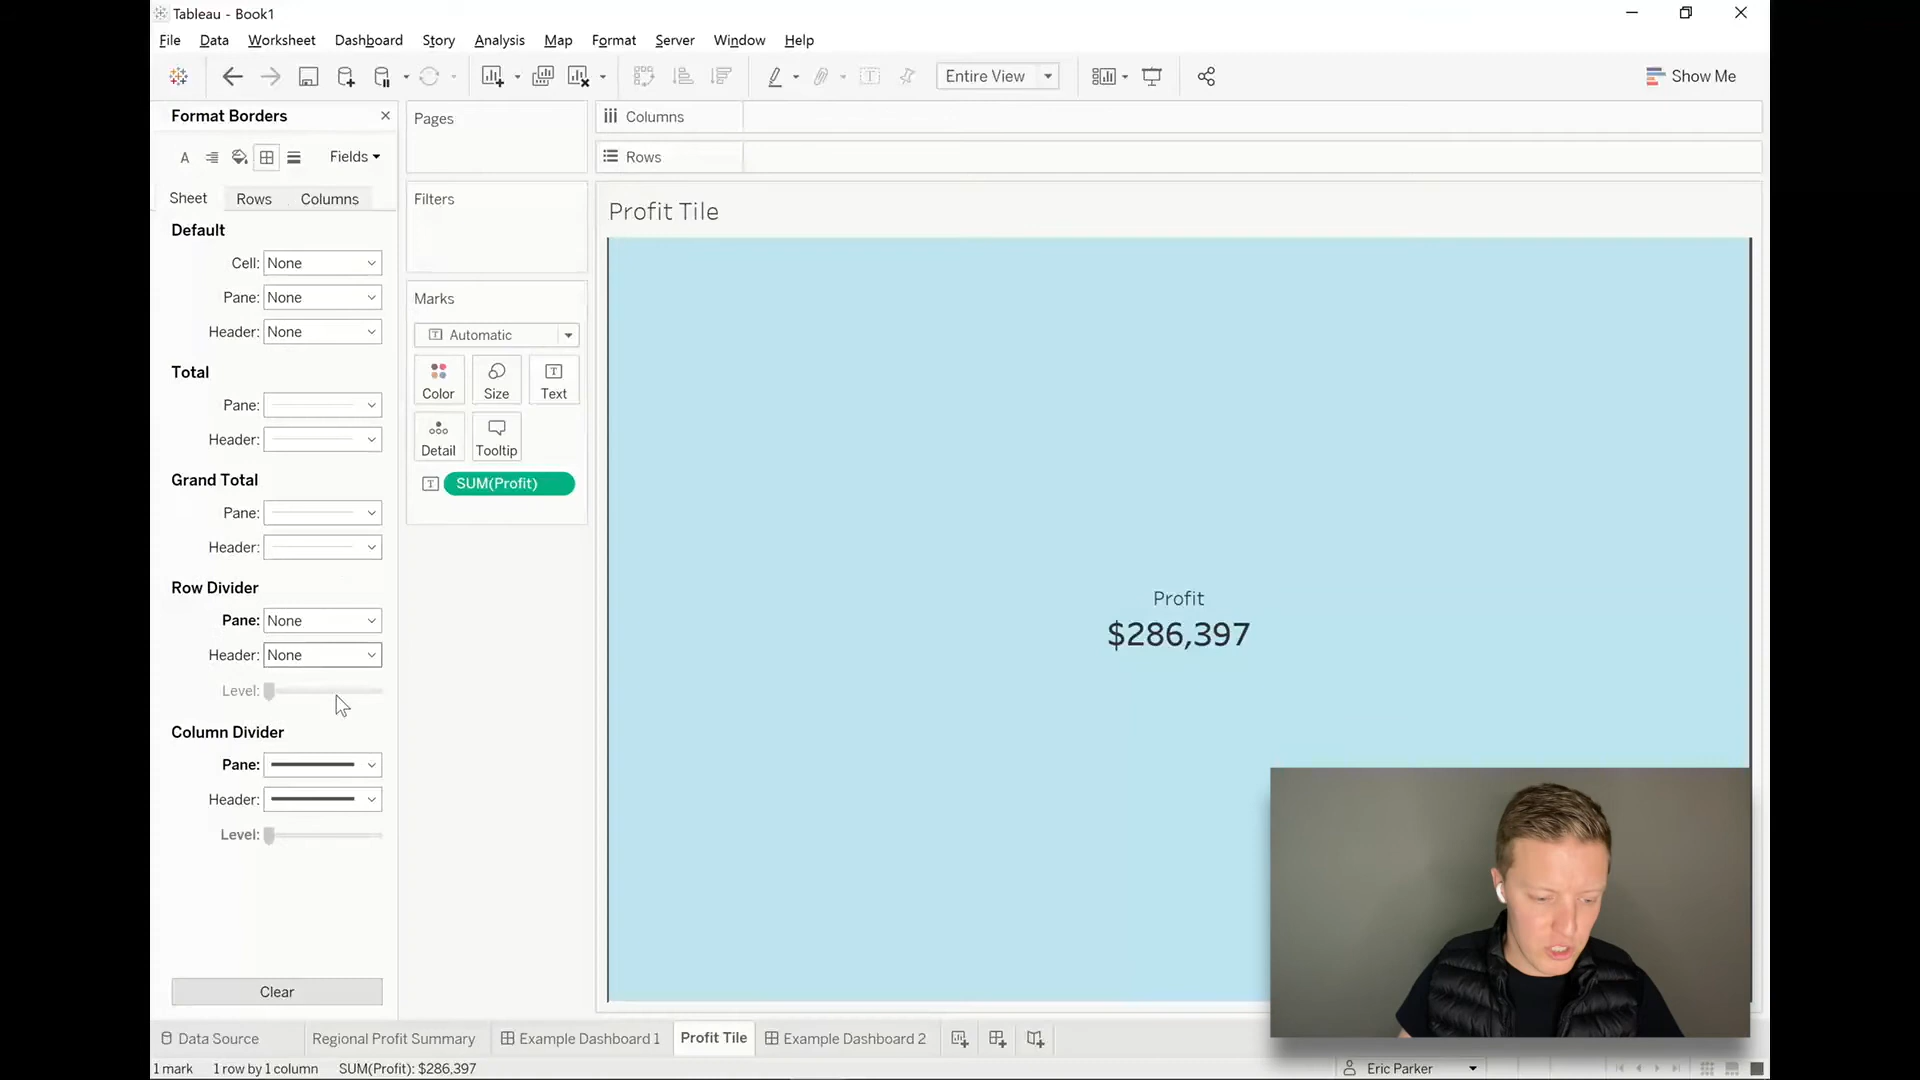 Tableau - Book1
File Data Worksheet Dashboard Story Analysis Map Format Server Window Help
Entire View
Show Me
Format Borders
A Fields
Sheet Rows Columns
Default
Cell: None
Pane: None
Header: None
Total
Pane:
Header:
Grand Total
Pane:
Header:
Row Divider
Pane: None
Header: None
Level:
Column Divider
Pane:
Header:
Level:
Clear
Pages
Filters
Marks
T Automatic
Color Size Text
Detail Tooltip
T SUM(Profit)
Columns
Rows
Profit Tile
Profit
$286,397
Data Source Regional Profit Summary Example Dashboard 1 Profit Tile Example Dashboard 2
1 mark 1 row by 1 column SUM(Profit): $286,397 Eric Parker